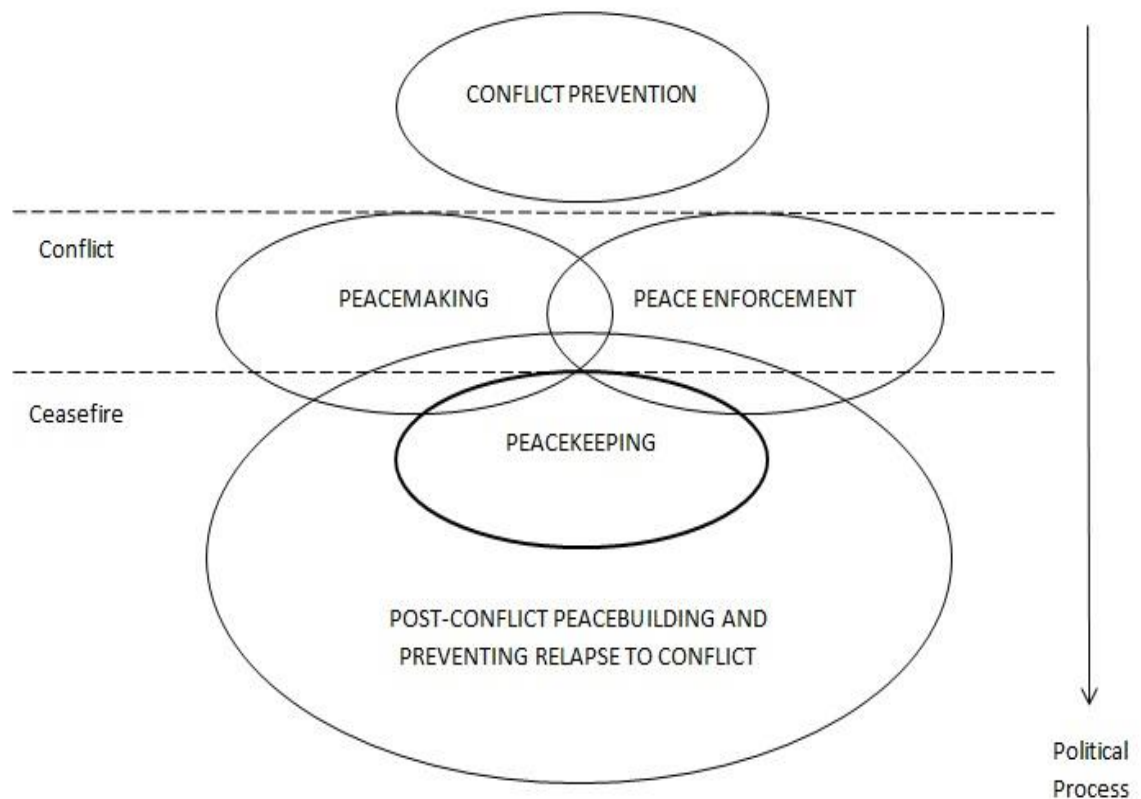 CONFLICT PREVENTION
Conflict
PEACEMAKING
PEACE ENFORCEMENT
Ceasefire
PEACEKEEPING
POST-CONFLICT PEACEBUILDING AND
PREVENTING RELAPSE TO CONFLICT
Political
Process